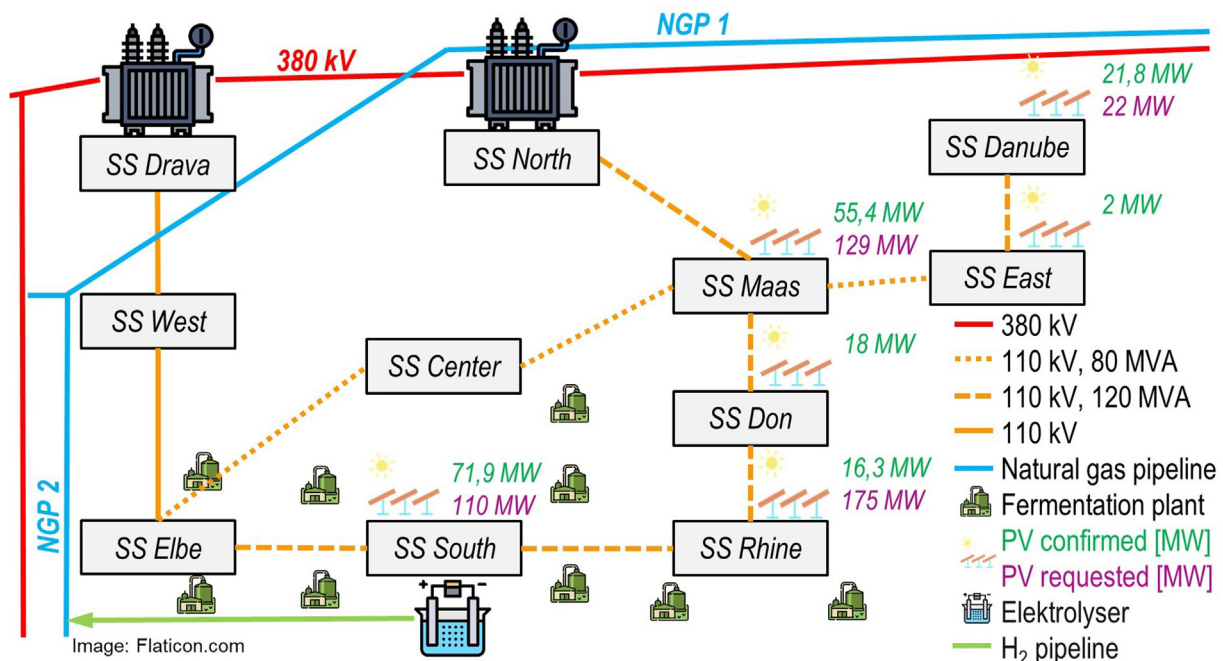 NGP 1
380 kV
21,8 MW
22 MW
SS Drava
SS North
SS Danube
55,4 MW
129 MW
2 MW
SS Maas
SS East
SS West
380 kV
18 MW
110 kV, 80 MVA
SS Center
110 kV, 120 MVA
SS Don
110 kV
71,9 MW
110 MW
16,3 MW
175 MW
Natural gas pipeline
NGP 2
Fermentation plant
SS Elbe
SS South
SS Rhine
PV confirmed [MW]
PV requested [MW]
Elektrolyser
Image: Flaticon.com
H₂ pipeline